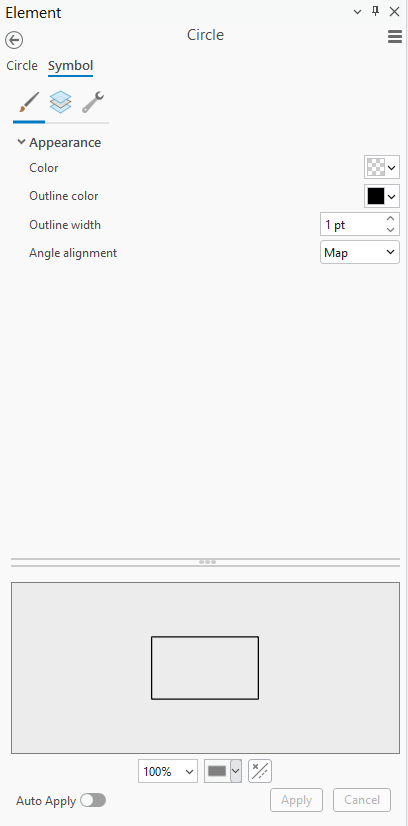 Element
Circle
Circle Symbol
Appearance
Color
Outline color
Outline width 1 pt
Angle alignment Map
100%
Auto Apply Apply Cancel